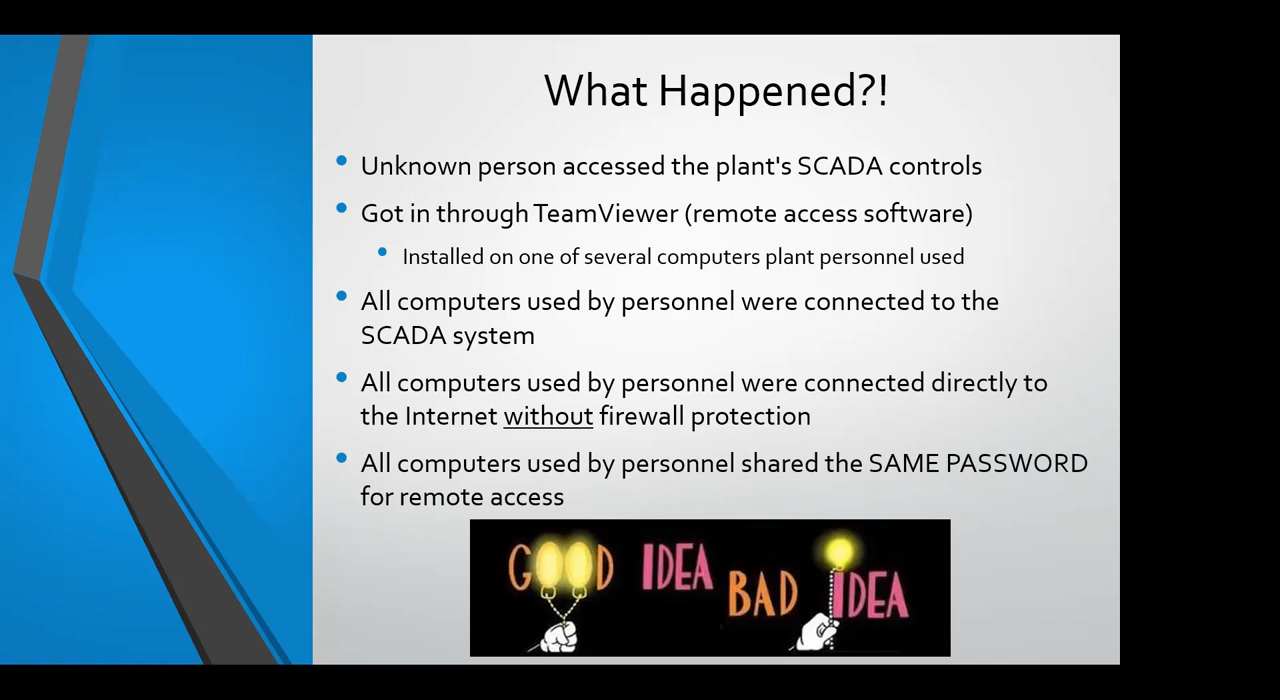 What Happened?!
Unknown person accessed the plant's SCADA controls
Got in through TeamViewer (remote access software)
Installed on one of several computers plant personnel used
All computers used by personnel were connected to the
SCADA system
All computers used by personnel were connected directly to
the Internet without firewall protection
All computers used by personnel shared the SAME PASSWORD
for remote access
GOOD IDEA
BAD IDEA